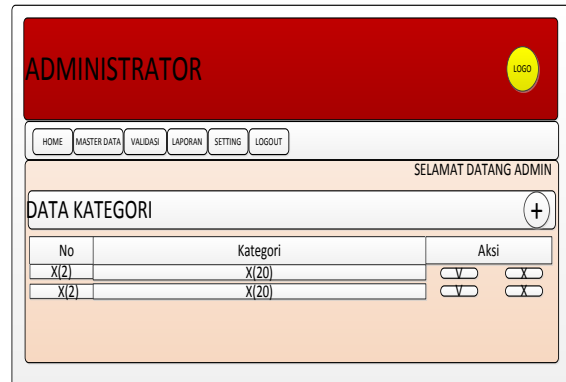 ADMINISTRATOR LOGO
HOME MASTER DATA VALIDASI LAPORAN SETTING LOGOUT
SELAMAT DATANG ADMIN
DATA KATEGORI +
No Kategori Aksi
X(2) X(20) V X
X(2) X(20) V X